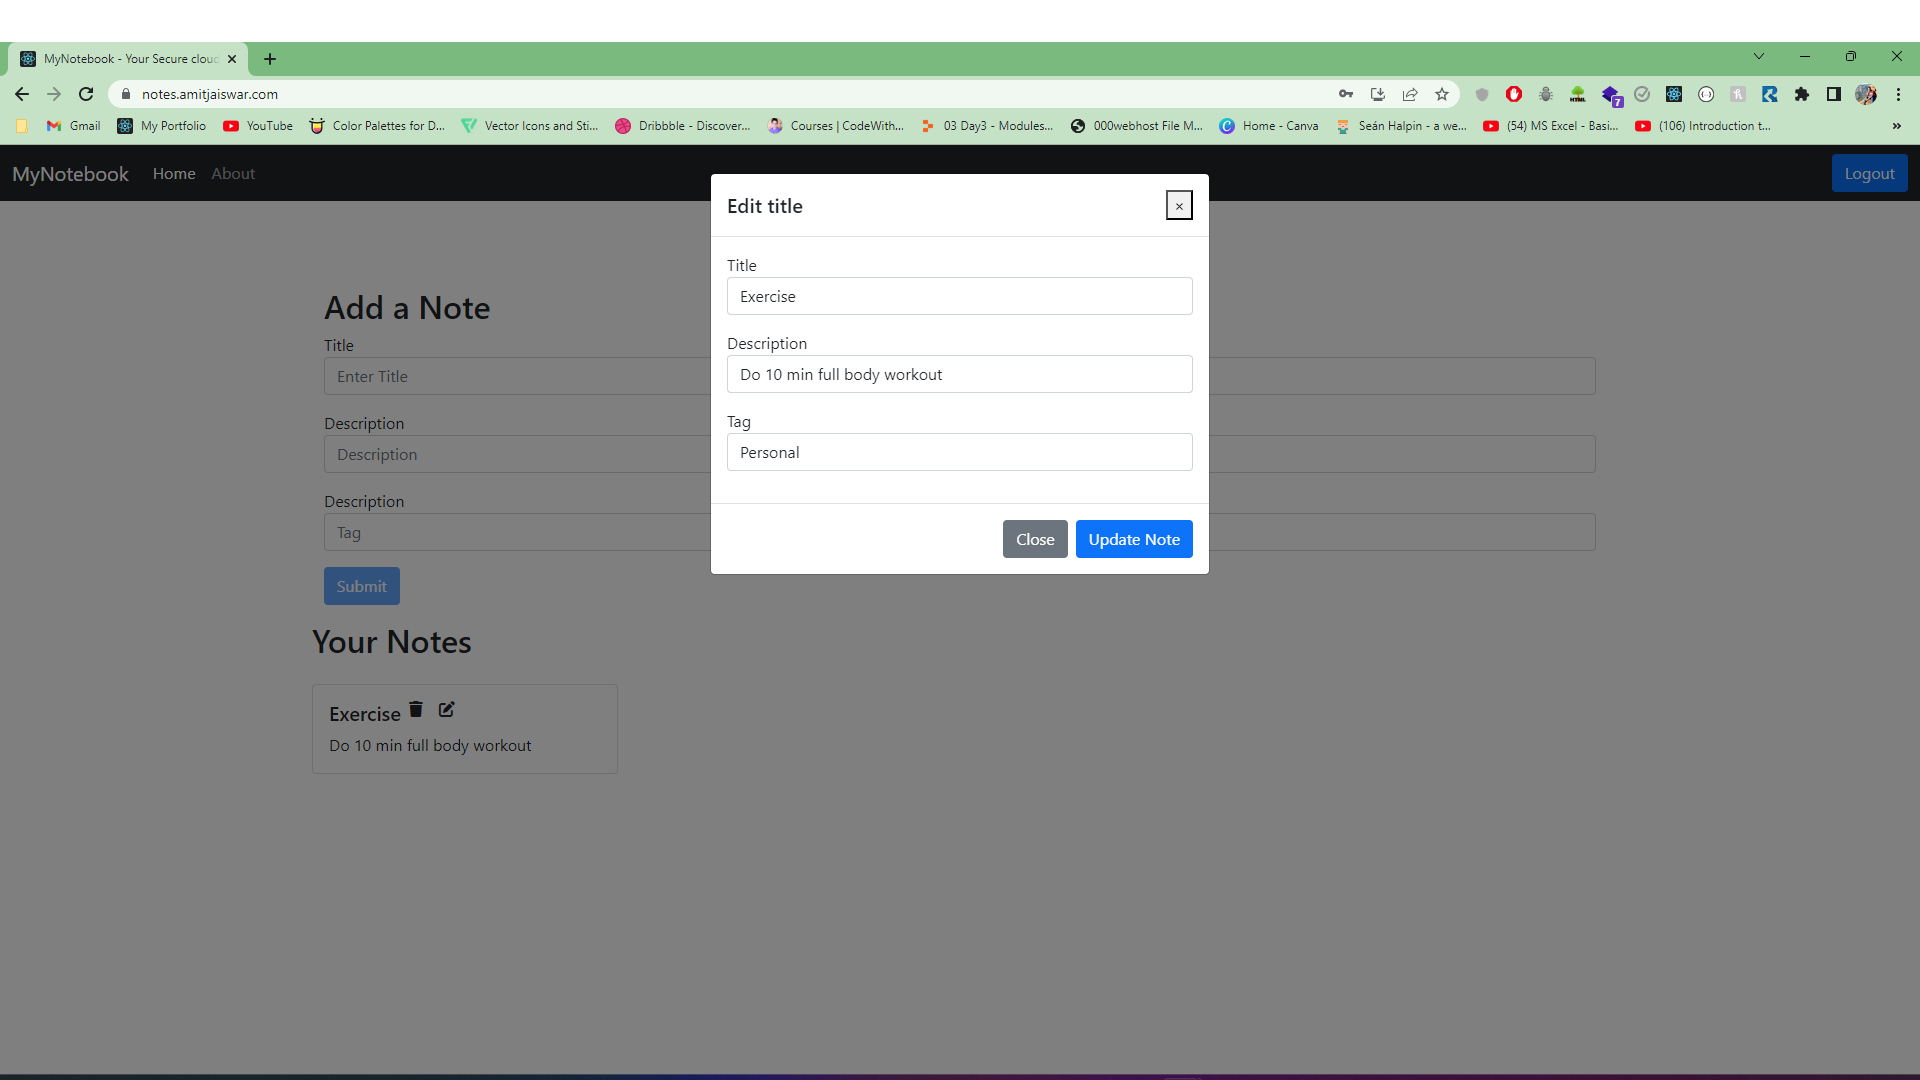 MyNotebook - Your Secure clou
notes.amitjaiswar.com
7
Gmail My Portfolio YouTube Color Palettes for D... Vector Icons and Sti... Dribbble - Discover... Courses | CodeWith... 03 Day3 - Modules... 000webhost File M... Home - Canva Seán Halpin - a we... (54) MS Excel - Basi... (106) Introduction t... »
MyNotebook Home About Logout
Edit title ×
Title
Exercise
Description
Do 10 min full body workout
Tag
Personal
Close Update Note
Add a Note
Title
Enter Title
Description
Description
Description
Tag
Submit
Your Notes
Exercise
Do 10 min full body workout